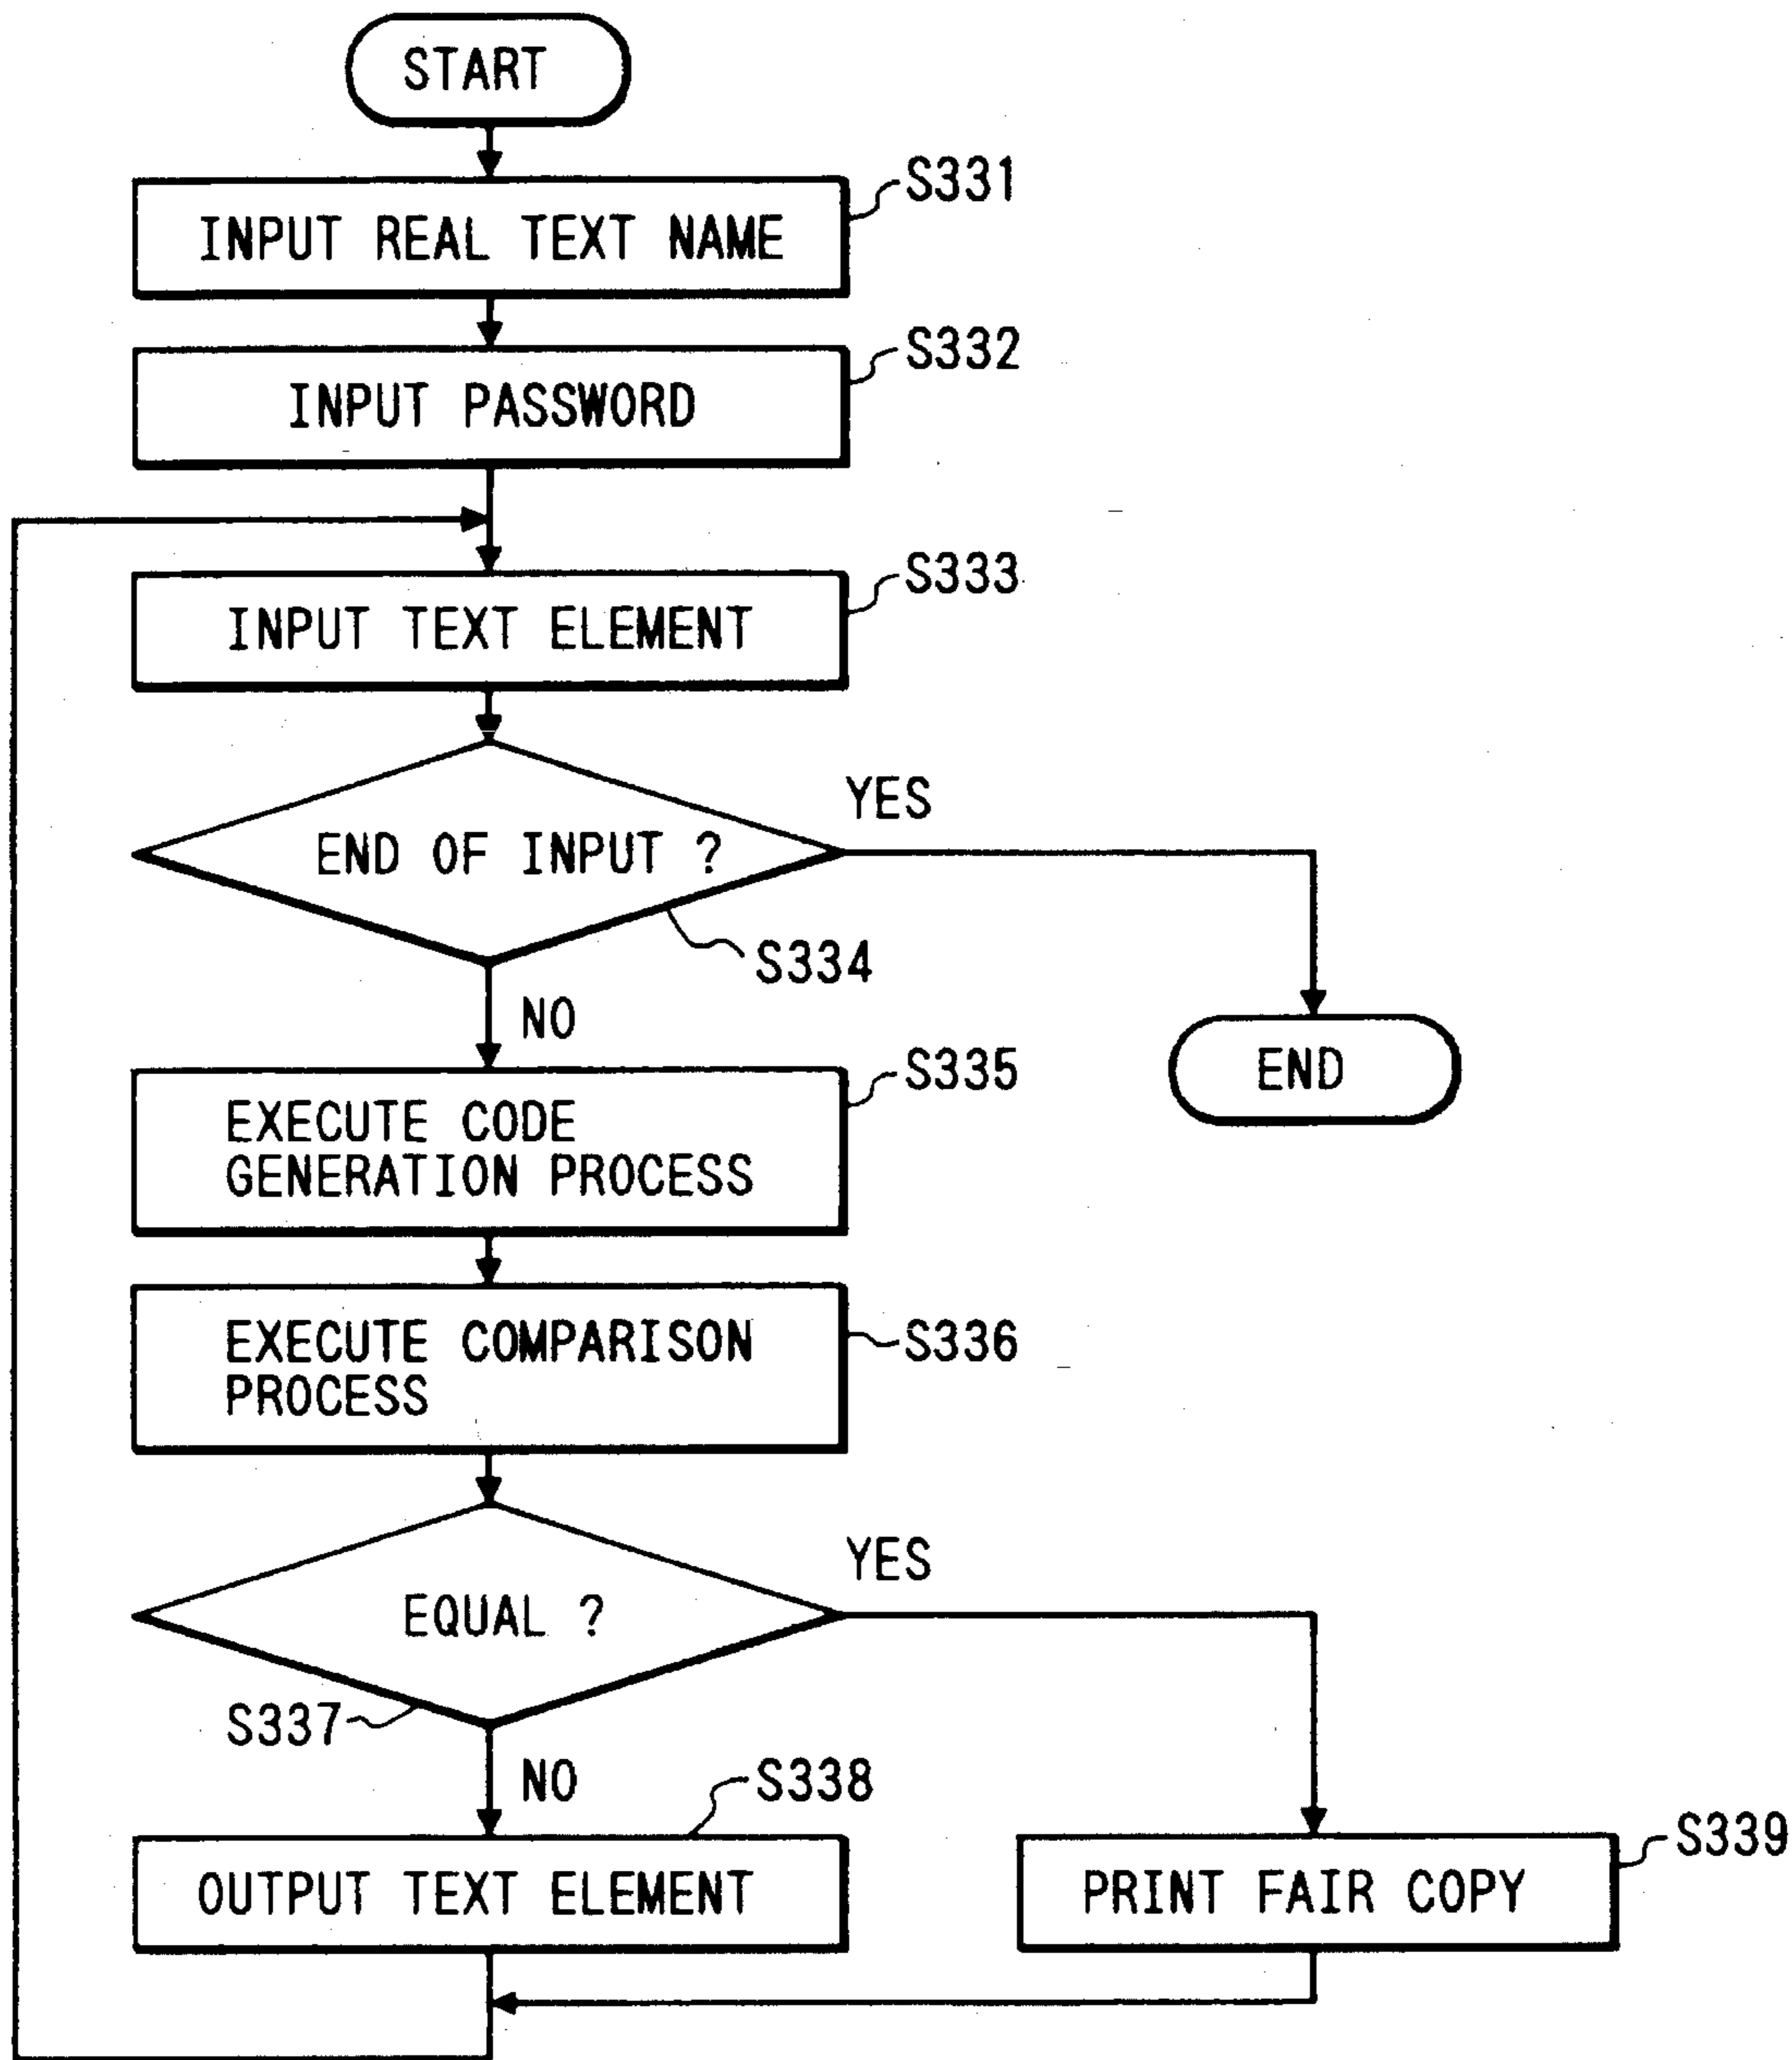 START
S331
INPUT REAL TEXT NAME
S332
INPUT PASSWORD
S333
INPUT TEXT ELEMENT
YES
END OF INPUT ?
S334
NO
END
S335
EXECUTE CODE
GENERATION PROCESS
S336
EXECUTE COMPARISON
PROCESS
YES
EQUAL ?
S337
NO
S338
OUTPUT TEXT ELEMENT
S339
PRINT FAIR COPY